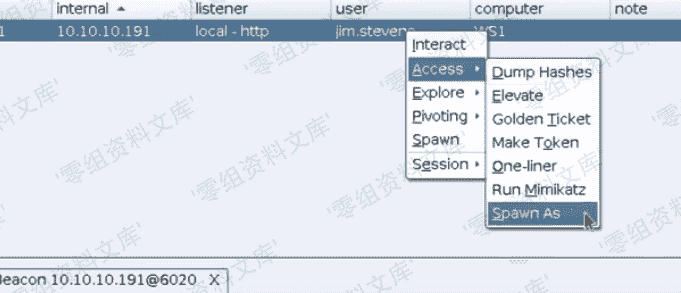 internal ▲ listener user computer note
10.10.10.191 local - http jim.stevens WS1
Interact
Access
Explore
Pivoting
Spawn
Session
Dump Hashes
Elevate
Golden Ticket
Make Token
One-liner
Run Mimikatz
Spawn As
Beacon 10.10.10.191@6020 X
'零组资料文库'
'零组资料文库'
'零组资料文库'
'零组资料文库'
'零组资料文库'